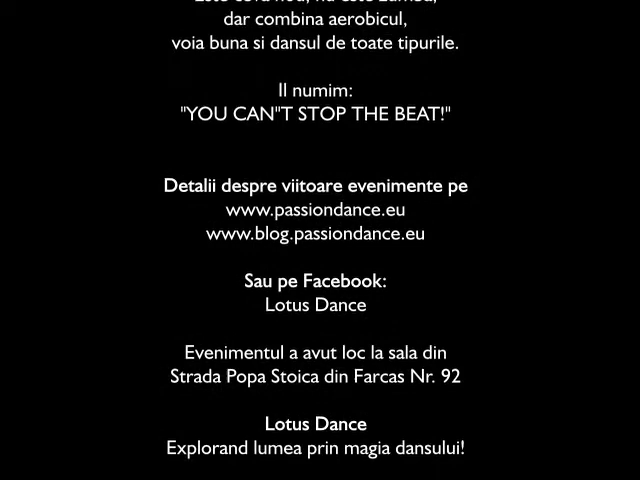 dar combina aerobicul,
voia buna si dansul de toate tipurile.
Il numim:
"YOU CAN"T STOP THE BEAT!"
Detalii despre viitoare evenimente pe
www.passiondance.eu
www.blog.passiondance.eu
Sau pe Facebook:
Lotus Dance
Evenimentul a avut loc la sala din
Strada Popa Stoica din Farcas Nr. 92
Lotus Dance
Explorand lumea prin magia dansului!